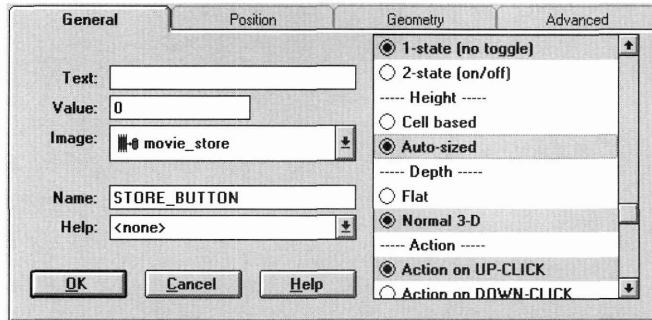 General
Position
Geometry
Advanced
Text:
Value: 0
Image: movie_store
Name: STORE_BUTTON
Help: <none>
OK
Cancel
Help
1-state (no toggle)
2-state (on/off)
----- Height -----
Cell based
Auto-sized
----- Depth -----
Flat
Normal 3-D
----- Action -----
Action on UP-CLICK
Action on DOWN-CLICK